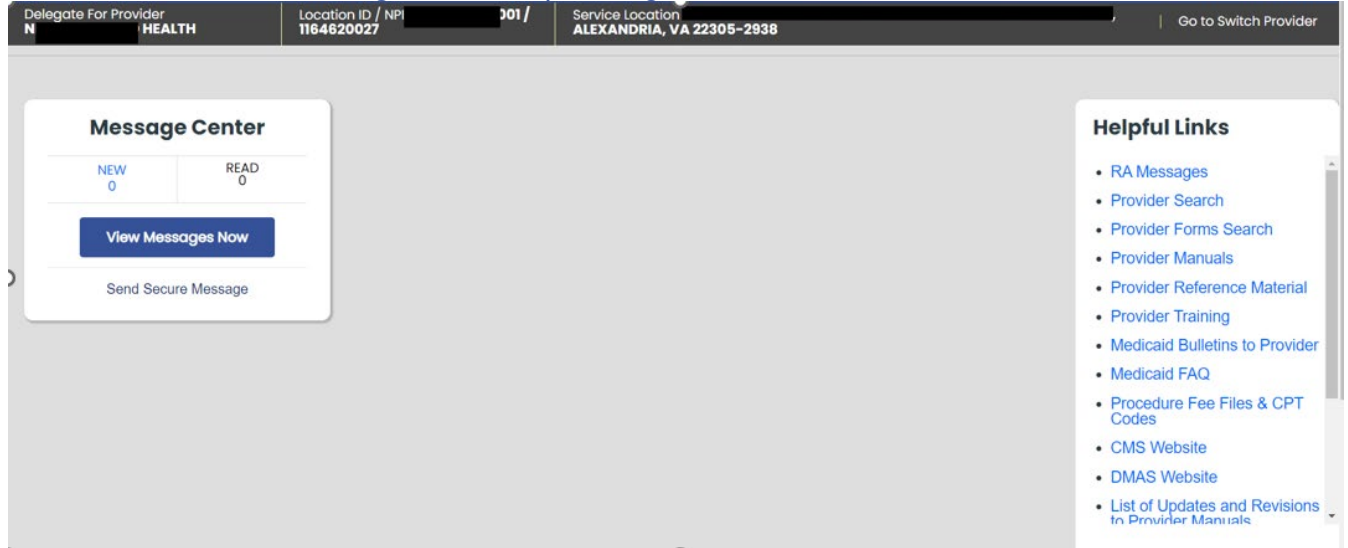 Delegate For Provider
N HEALTH
Location ID / NPI 001 /
1164620027
Service Location
ALEXANDRIA, VA 22305-2938
,
| Go to Switch Provider
Message Center
NEW
0
READ
0
View Messages Now
Send Secure Message
Helpful Links
• RA Messages
• Provider Search
• Provider Forms Search
• Provider Manuals
• Provider Reference Material
• Provider Training
• Medicaid Bulletins to Provider
• Medicaid FAQ
• Procedure Fee Files & CPT
Codes
• CMS Website
• DMAS Website
• List of Updates and Revisions
to Provider Manuals